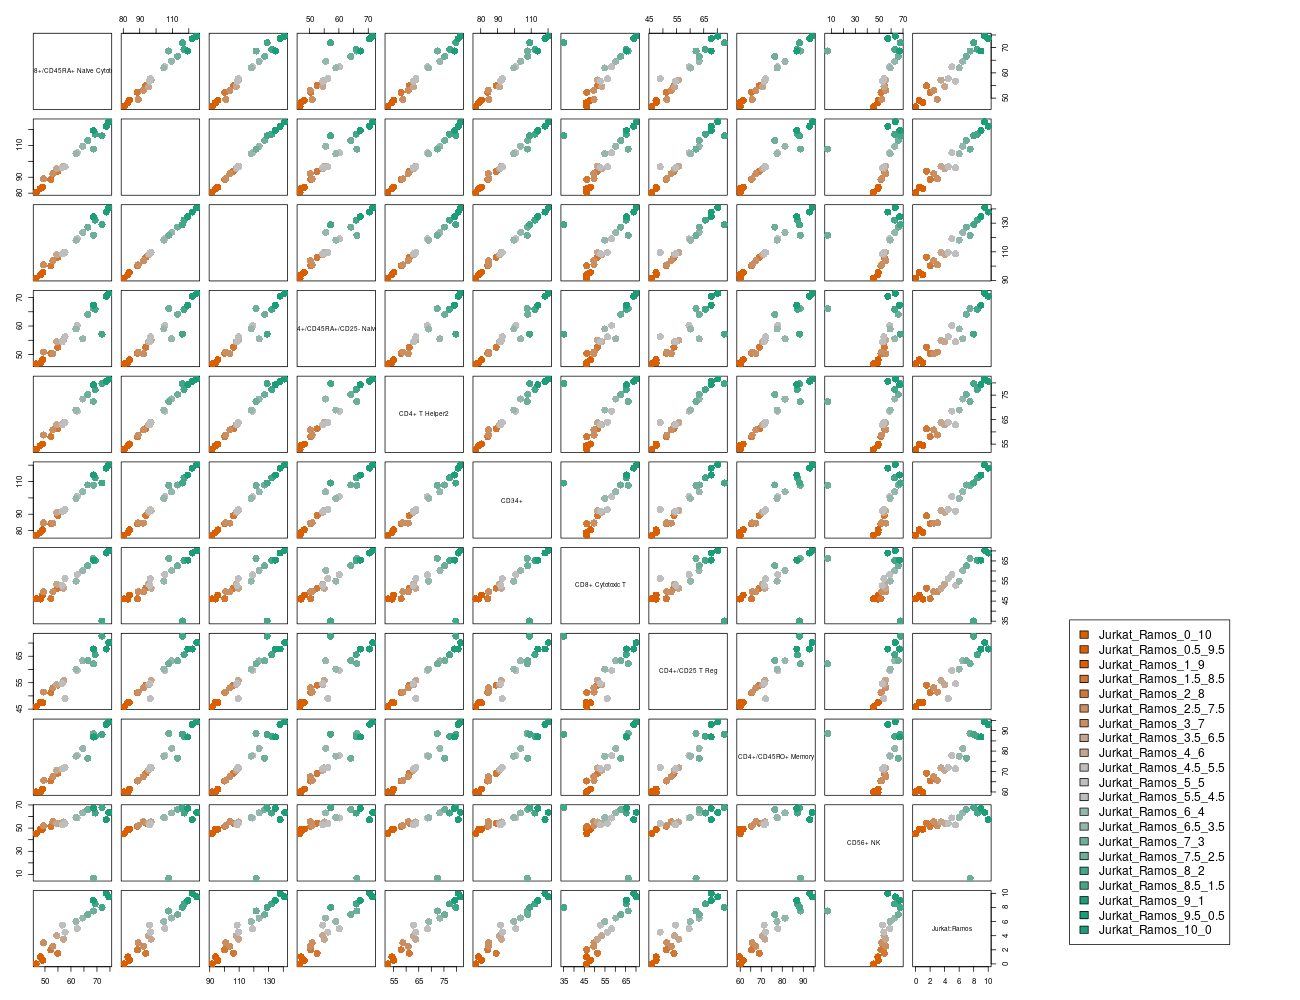 80 90 110 50 70 80 90 110 45 55 65 10 30 50 70
8+/CD45RA+ Naive Cytot
50 60 70
80 90 110
90 110 130
50 60 70
4+/CD45RA+/CD25- Naiv
CD4+ T Helper2
55 65 75
80 90 110
CD34+
CD8+ Cytotoxic T
35 45 55 65
45 55 65
CD4+/CD25 T Reg
CD4+/CD45RO+ Memory
60 70 80 90
10 30 50 70
CD56+ NK
Jurkat:Ramos
0 2 4 6 8 10
50 60 70 90 110 130 55 65 75 35 45 55 65 60 70 80 90 0 2 4 6 8 10
Jurkat_Ramos_0_10
Jurkat_Ramos_0.5_9.5
Jurkat_Ramos_1_9
Jurkat_Ramos_1.5_8.5
Jurkat_Ramos_2_8
Jurkat_Ramos_2.5_7.5
Jurkat_Ramos_3_7
Jurkat_Ramos_3.5_6.5
Jurkat_Ramos_4_6
Jurkat_Ramos_4.5_5.5
Jurkat_Ramos_5_5
Jurkat_Ramos_5.5_4.5
Jurkat_Ramos_6_4
Jurkat_Ramos_6.5_3.5
Jurkat_Ramos_7_3
Jurkat_Ramos_7.5_2.5
Jurkat_Ramos_8_2
Jurkat_Ramos_8.5_1.5
Jurkat_Ramos_9_1
Jurkat_Ramos_9.5_0.5
Jurkat_Ramos_10_0